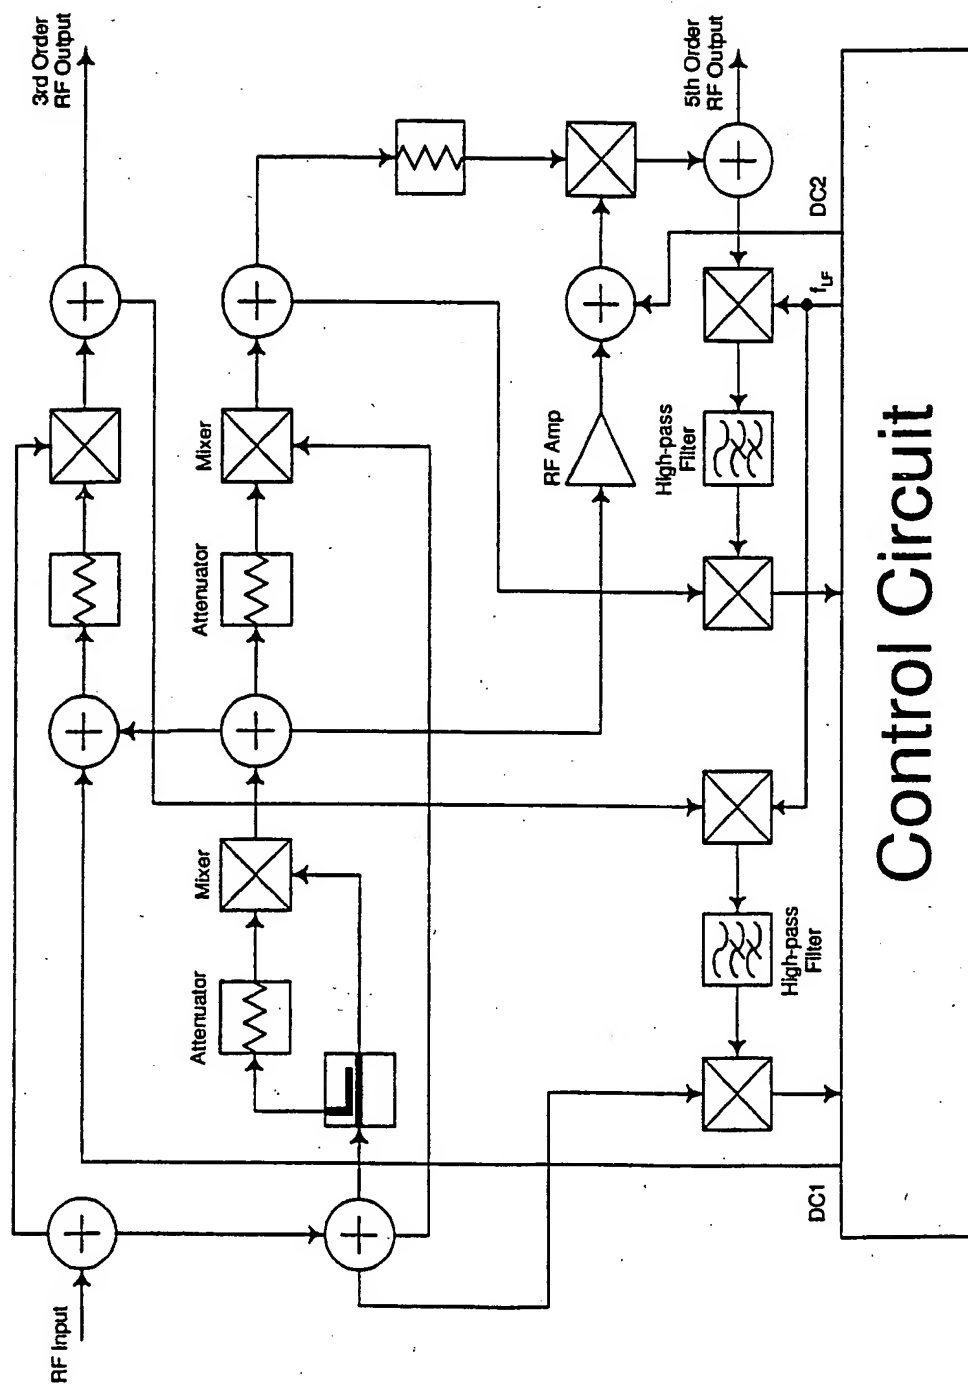 3rd Order
RF Output
5th Order
RF Output
Mixer
RF Amp
High-pass
Filter
DC2
f_LF
Attenuator
Mixer
Attenuator
High-pass
Filter
RF Input
DC1
Control Circuit